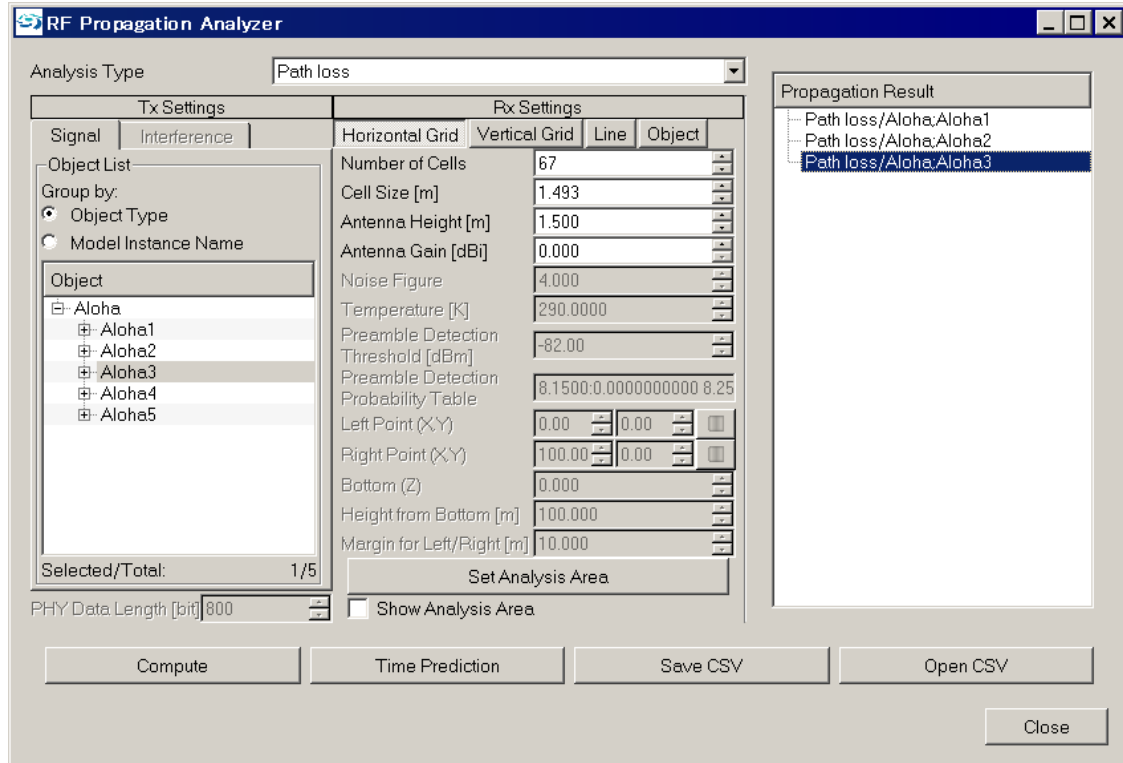 RF Propagation Analyzer
Analysis Type
Path loss
Tx Settings
Signal
Interference
Object List
Group by:
Object Type
Model Instance Name
Object
Aloha
Aloha1
Aloha2
Aloha3
Aloha4
Aloha5
Selected/Total: 1/5
PHY Data Length [bit] 800
Rx Settings
Horizontal Grid
Vertical Grid
Line
Object
Number of Cells 67
Cell Size [m] 1.493
Antenna Height [m] 1.500
Antenna Gain [dBi] 0.000
Noise Figure 4.000
Temperature [K] 290.0000
Preamble Detection
Threshold [dBm] -82.00
Preamble Detection
Probability Table 8.1500:0.0000000000 8.25
Left Point (X,Y) 0.00 0.00
Right Point (X,Y) 100.00 0.00
Bottom (Z) 0.000
Height from Bottom [m] 100.000
Margin for Left/Right [m] 10.000
Set Analysis Area
Show Analysis Area
Propagation Result
Path loss/Aloha;Aloha1
Path loss/Aloha;Aloha2
Path loss/Aloha;Aloha3
Compute
Time Prediction
Save CSV
Open CSV
Close